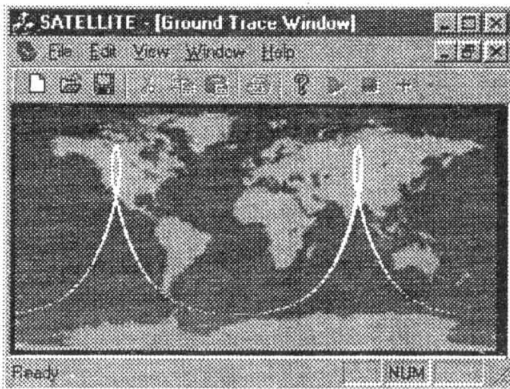 SATELLITE - [Ground Trace Window]
File Edit View Window Help
Ready NUM